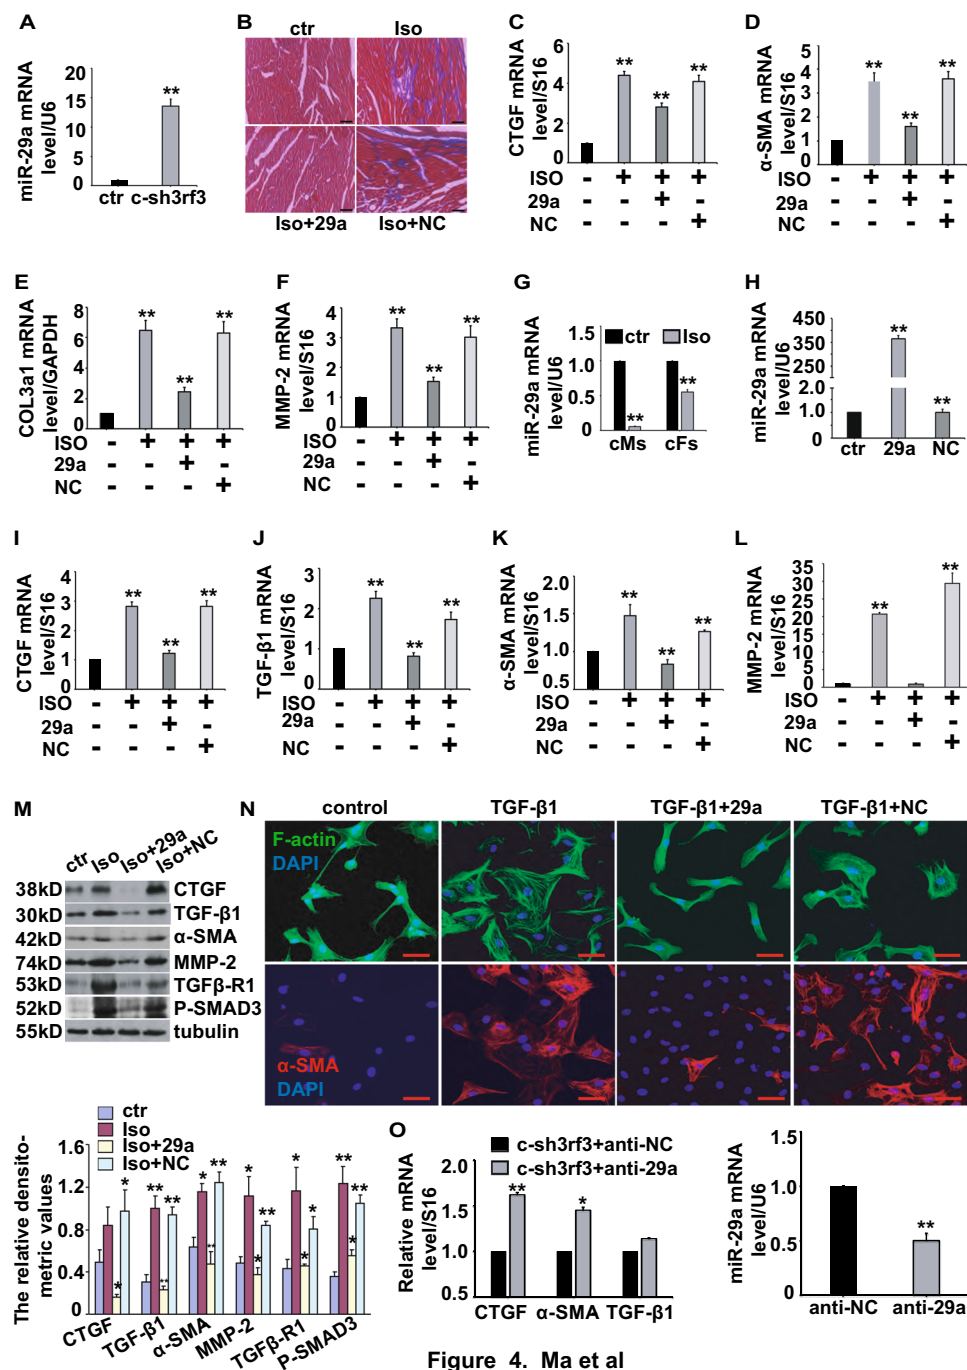 A
miR-29a mRNA
level/U6
20
15
10
5
0
**
ctr c-sh3rf3
B
ctr
Iso
Iso+29a
Iso+NC
C
CTGF mRNA
level/S16
6
5
4
3
2
1
0
** ** **
ISO - + + +
29a - - + -
NC - - - +
D
α-SMA mRNA
level/S16
5
4
3
2
1
0
** ** **
ISO - + + +
29a - - + -
NC - - - +
E
COL3a1 mRNA
level/GAPDH
8
6
4
2
0
** ** **
ISO - + + +
29a - - + -
NC - - - +
F
MMP-2 mRNA
level/S16
4
3
2
1
0
** ** **
ISO - + + +
29a - - + -
NC - - - +
G
miR-29a mRNA
level/U6
1.5
1.0
0.5
0.0
ctr Iso
** **
cMs cFs
H
miR-29a mRNA
level/U6
450
350
250
150
2.0
1.0
0
** **
ctr 29a NC
I
CTGF mRNA
level/S16
4
3
2
1
0
** ** **
ISO - + + +
29a - - + -
NC - - - +
J
TGF-β1 mRNA
level/S16
3
2
1
0
** ** **
ISO - + + +
29a - - + -
NC - - - +
K
α-SMA mRNA
level/S16
2.0
1.5
1.0
0.5
** ** **
ISO - + + +
29a - - + -
NC - - - +
L
MMP-2 mRNA
level/S16
35
30
25
20
15
10
5
0
** **
ISO - + + +
29a - - + -
NC - - - +
M
ctr Iso Iso+29a Iso+NC
38kD CTGF
30kD TGF-β1
42kD α-SMA
74kD MMP-2
53kD TGFβ-R1
52kD P-SMAD3
55kD tubulin
ctr
Iso
Iso+29a
Iso+NC
The relative densito-
metric values
1.6
1.2
0.8
0.4
0
* * ** ** ** * ** ** * * ** * * * ** * **
CTGF TGF-β1 α-SMA MMP-2 TGFβ-R1 P-SMAD3
N
control TGF-β1 TGF-β1+29a TGF-β1+NC
F-actin
DAPI
α-SMA
DAPI
O
c-sh3rf3+anti-NC
c-sh3rf3+anti-29a
Relative mRNA
level/S16
2.0
1.5
1.0
0.5
** *
CTGF α-SMA TGF-β1
miR-29a mRNA
level/U6
1.5
1.0
0.5
0.0
**
anti-NC anti-29a
Figure 4. Ma et al